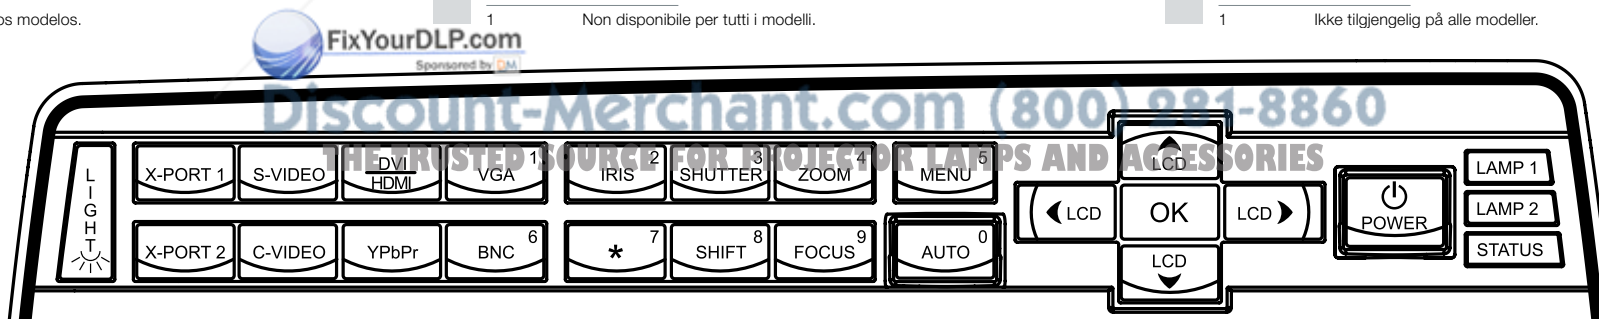 os modelos.
1 Non disponibile per tutti i modelli.
1 Ikke tilgjengelig på alle modeller.
FixYourDLP.com
Sponsored by DM
Discount-Merchant.com (800) 281-8860
THE TRUSTED SOURCE FOR PROJECTOR LAMPS AND ACCESSORIES
LIGHT
X-PORT 1
S-VIDEO
DVI
HDMI
1
VGA
2
IRIS
3
SHUTTER
4
ZOOM
5
MENU
X-PORT 2
C-VIDEO
YPbPr
6
BNC
7
*
8
SHIFT
9
FOCUS
0
AUTO
LCD
LCD
OK
LCD
LCD
POWER
LAMP 1
LAMP 2
STATUS